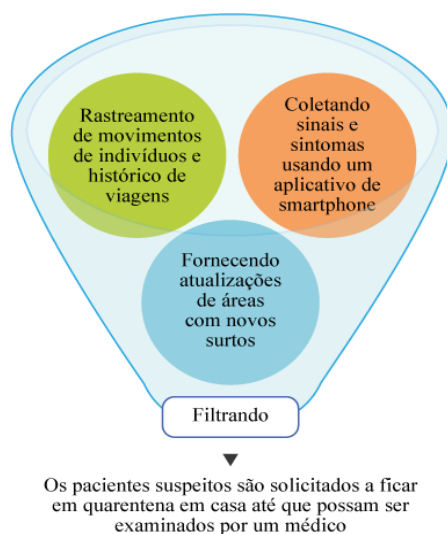 Rastreamento
de movimentos
de indivíduos e
histórico de
viagens
Coletando
sinais e
sintomas
usando um
aplicativo de
smartphone
Fornecendo
atualizações
de áreas
com novos
surtos
Filtrando
Os pacientes suspeitos são solicitados a ficar
em quarentena em casa até que possam ser
examinados por um médico